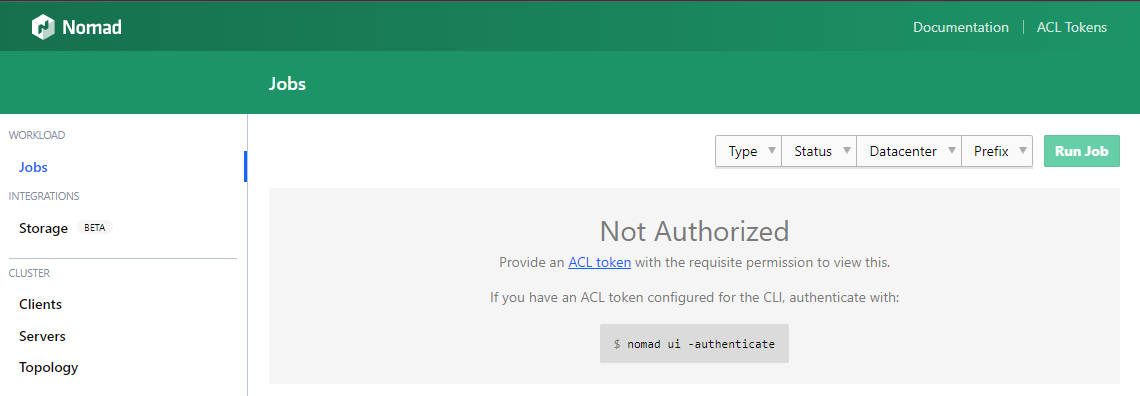 Nomad
Documentation
ACL Tokens
Jobs
WORKLOAD
Jobs
INTEGRATIONS
Storage BETA
CLUSTER
Clients
Servers
Topology
Type Status Datacenter Prefix Run Job
Not Authorized
Provide an ACL token with the requisite permission to view this.
If you have an ACL token configured for the CLI, authenticate with:
$ nomad ui -authenticate